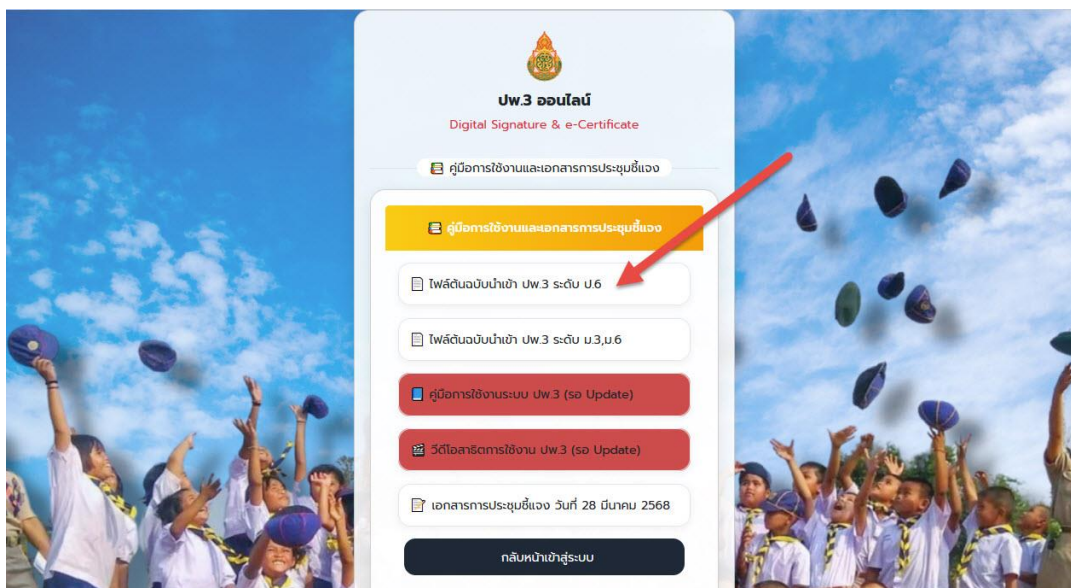 ปพ.3 ออนไลน์
Digital Signature & e-Certificate
คู่มือการใช้งานและเอกสารการประชุมชี้แจง
คู่มือการใช้งานและเอกสารการประชุมชี้แจง
ไฟล์ต้นฉบับนำเข้า ปพ.3 ระดับ ป.6
ไฟล์ต้นฉบับนำเข้า ปพ.3 ระดับ ม.3,ม.6
คู่มือการใช้งานระบบ ปพ.3 (รอ Update)
วีดีโอสาธิตการใช้งาน ปพ.3 (รอ Update)
เอกสารการประชุมชี้แจง วันที่ 28 มีนาคม 2568
กลับหน้าเข้าสู่ระบบ